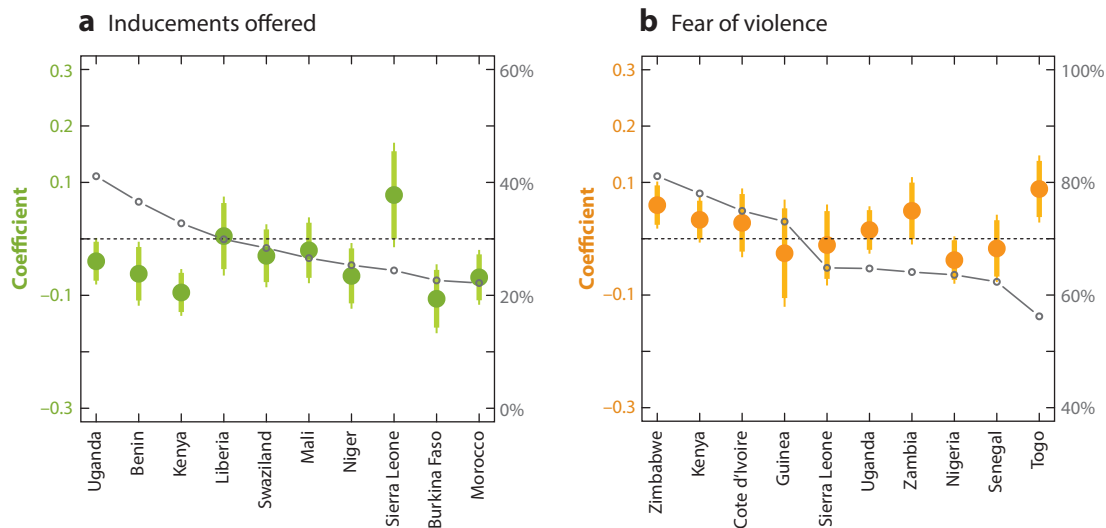 a Inducements offered
0.3
0.2
0.1
–0.1
–0.3
Coefficient
60%
40%
20%
0%
Uganda
Benin
Kenya
Liberia
Swaziland
Mali
Niger
Sierra Leone
Burkina Faso
Morocco
b Fear of violence
0.3
0.2
0.1
–0.1
–0.3
Coefficient
100%
80%
60%
40%
Zimbabwe
Kenya
Cote d'Ivoire
Guinea
Sierra Leone
Uganda
Zambia
Nigeria
Senegal
Togo